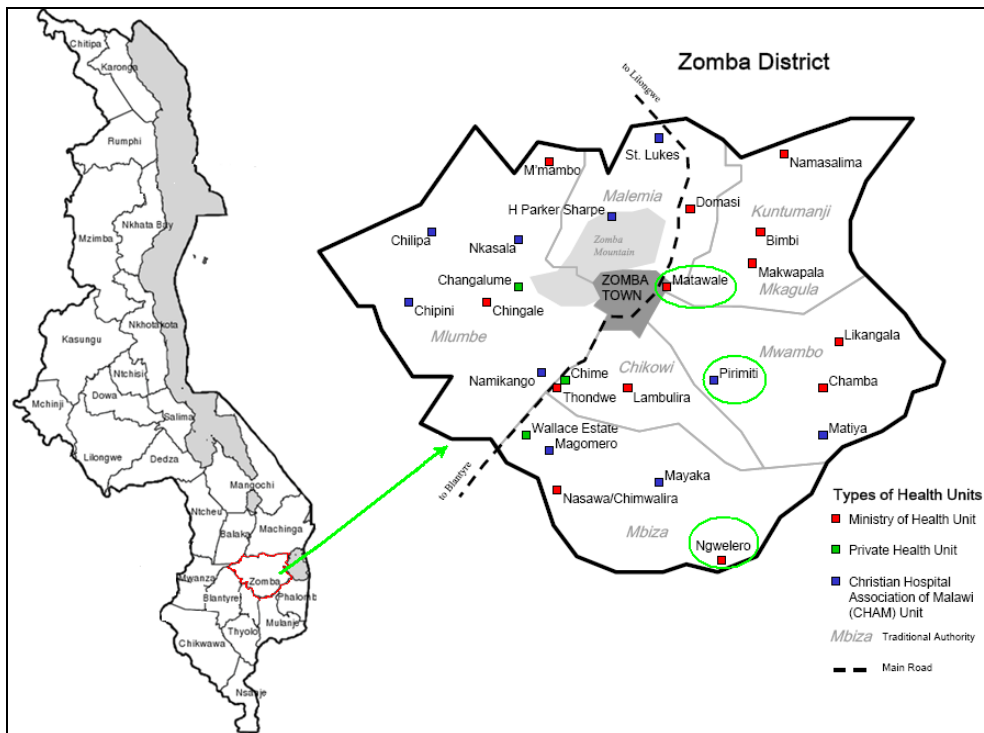 Chitipa
Karonga
Rumphi
Nkhata Bay
Mzimba
Nkhotakota
Kasungu
Ntchisi
Dowa
Mchinji
Salima
Lilongwe
Dedza
Mangochi
Ntcheu
Machinga
Balaka
Zomba
Mwanza
Blantyre
Phalomb
Mulanje
Thyolo
Chikwawa
Nsanje
Zomba District
to Lilongwe
St. Lukes
M'mambo
Namasalima
Malemia
H Parker Sharpe
Domasi
Kuntumanji
Chilipa
Nkasala
Zomba
Mountain
Bimbi
Changalume
ZOMBA
TOWN
Matawale
Makwapala
Mkagula
Chipini
Chingale
Mlumbe
Likangala
Mwambo
Chikowi
Namikango
Chime
Pirimiti
Thondwe
Lambulira
Chamba
Wallace Estate
Magomero
Matiya
to Blantyre
Mayaka
Nasawa/Chimwalira
Mbiza
Ngwelero
Types of Health Units
Ministry of Health Unit
Private Health Unit
Christian Hospital
Association of Malawi
(CHAM) Unit
Mbiza Traditional Authority
Main Road